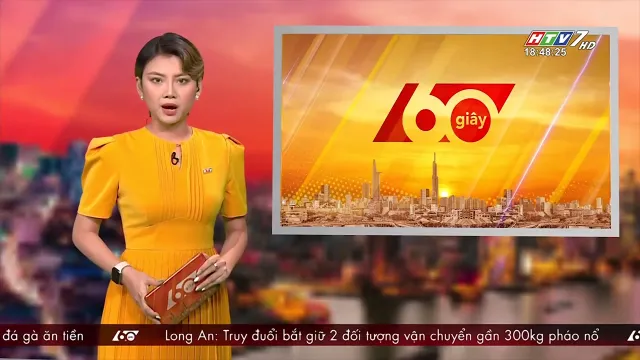 HTV7 HD
18:48:25
60 giây
đá gà ăn tiền 60 Long An: Truy đuổi bắt giữ 2 đối tượng vận chuyển gần 300kg pháo nổ